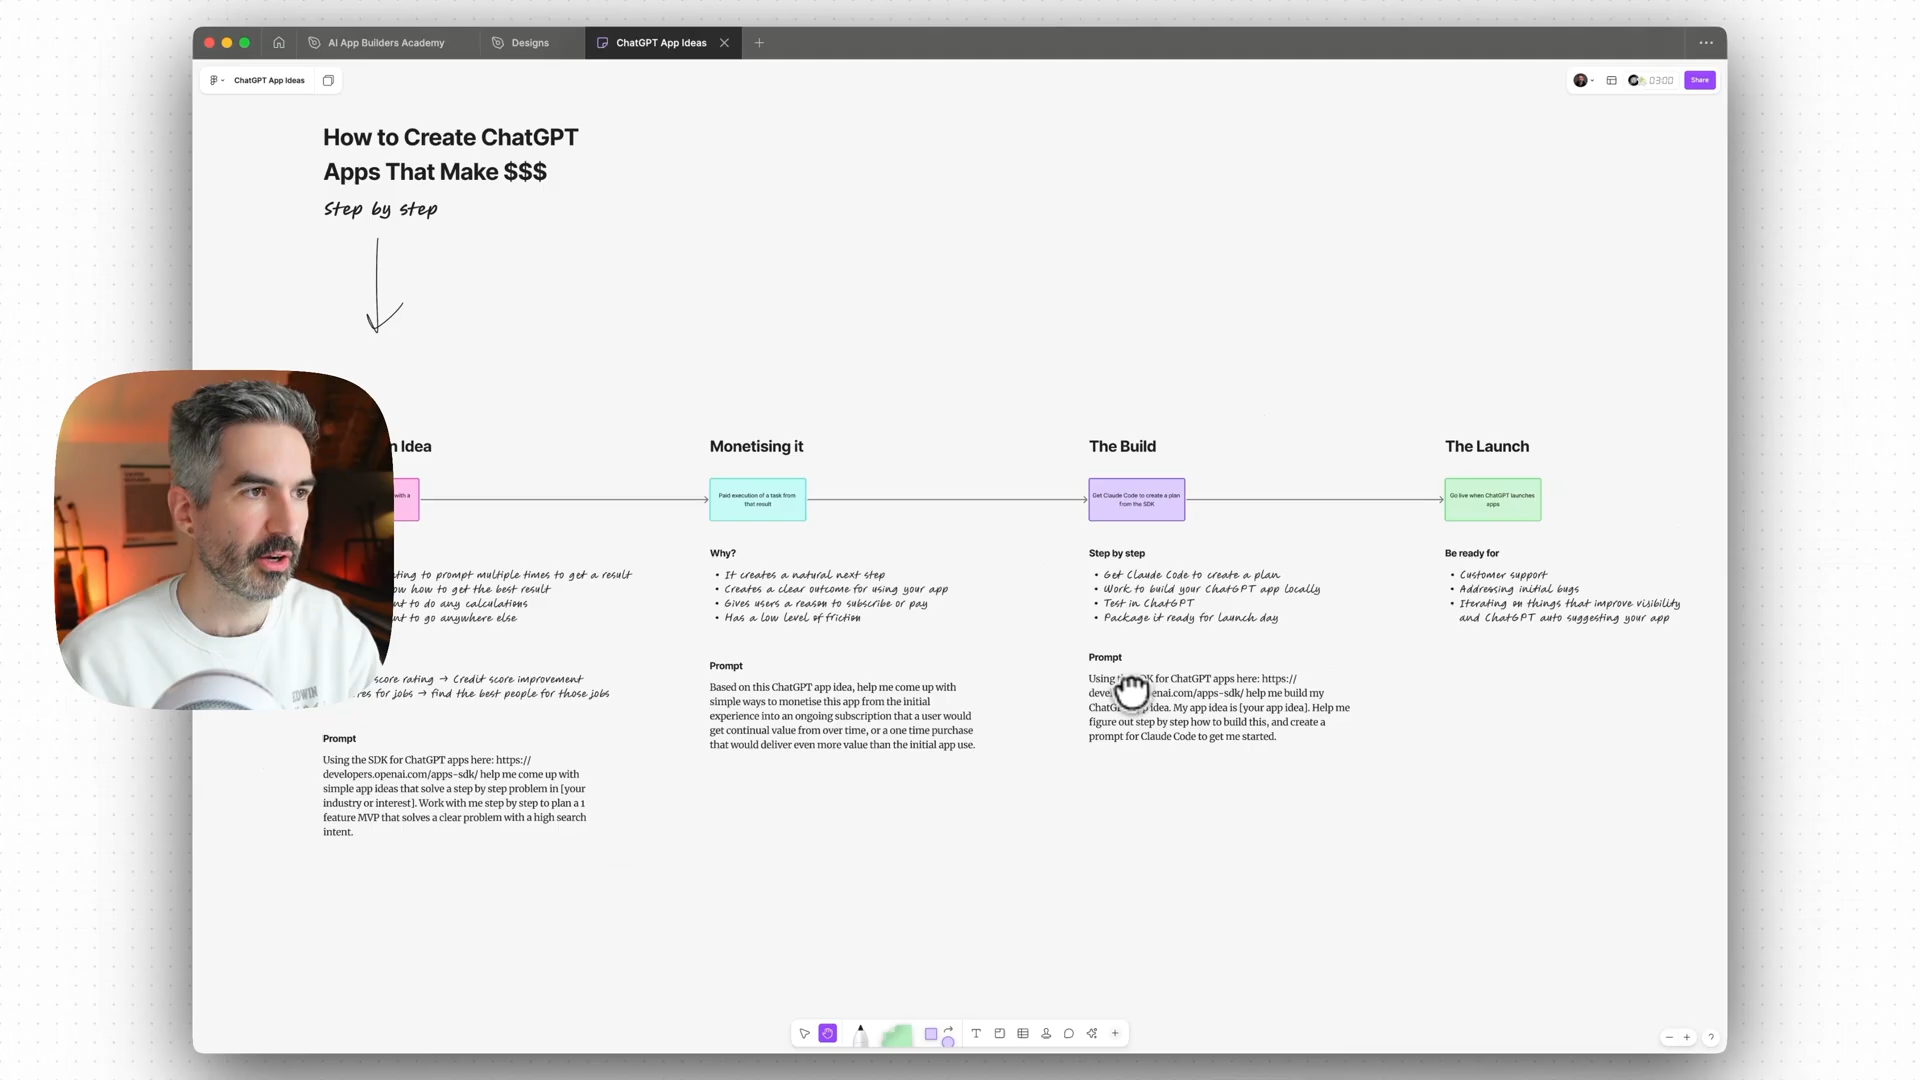 AI App Builders Academy
Designs
ChatGPT App Ideas
ChatGPT App Ideas
03:00
Share
How to Create ChatGPT
Apps That Make $$$
Step by step
Idea
with a
to prompt multiple times to get a result
how to get the best result
to do any calculations
to go anywhere else
score rating → Credit score improvement
for jobs → find the best people for those jobs
Prompt
Using the SDK for ChatGPT apps here: https://
developers.openai.com/apps-sdk/ help me come up with
simple app ideas that solve a step by step problem in [your
industry or interest]. Work with me step by step to plan a 1
feature MVP that solves a clear problem with a high search
intent.
Monetising it
Paid execution of a task from
that result
Why?
• It creates a natural next step
• Creates a clear outcome for using your app
• Gives users a reason to subscribe or pay
• Has a low level of friction
Prompt
Based on this ChatGPT app idea, help me come up with
simple ways to monetise this app from the initial
experience into an ongoing subscription that a user would
get continual value from over time, or a one time purchase
that would deliver even more value than the initial app use.
The Build
Get Claude Code to create a plan
from the SDK
Step by step
• Get Claude Code to create a plan
• Work to build your ChatGPT app locally
• Test in ChatGPT
• Package it ready for launch day
Prompt
Using for ChatGPT apps here: https://
help me build my
idea. My app idea is [your app idea]. Help me
figure out step by step how to build this, and create a
prompt for Claude Code to get me started.
The Launch
Go live when ChatGPT launches
apps
Be ready for
• Customer support
• Addressing initial bugs
• Iterating on things that improve visibility
and ChatGPT auto suggesting your app